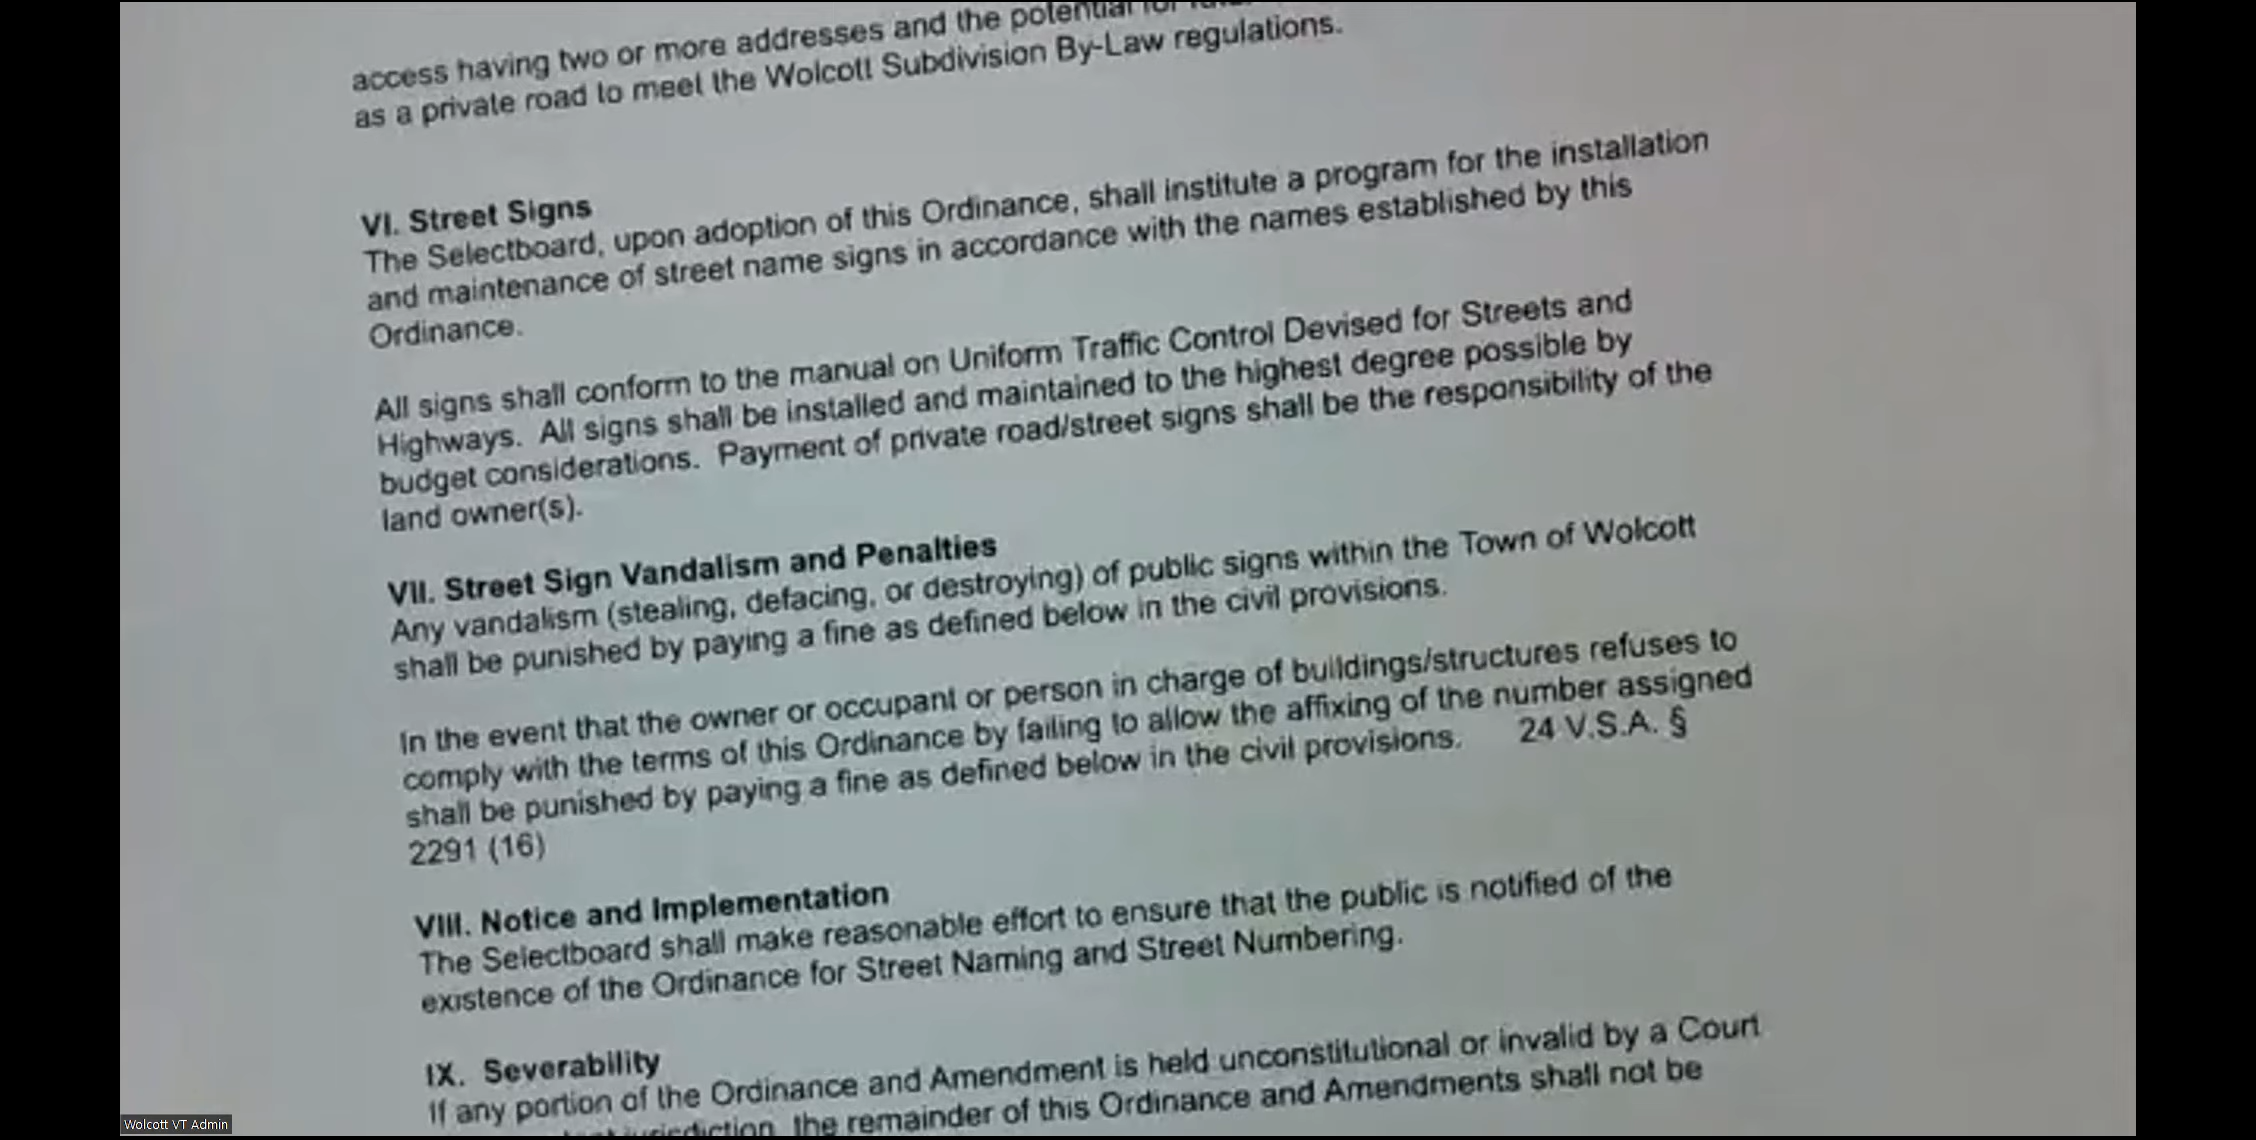 access having two or more addresses and the potential for
as a private road to meet the Wolcott Subdivision By-Law regulations.
VI. Street Signs
The Selectboard, upon adoption of this Ordinance, shall institute a program for the installation
and maintenance of street name signs in accordance with the names established by this
Ordinance.
All signs shall conform to the manual on Uniform Traffic Control Devised for Streets and
Highways. All signs shall be installed and maintained to the highest degree possible by
budget considerations. Payment of private road/street signs shall be the responsibility of the
land owner(s).
VII. Street Sign Vandalism and Penalties
Any vandalism (stealing, defacing, or destroying) of public signs within the Town of Wolcott
shall be punished by paying a fine as defined below in the civil provisions.
In the event that the owner or occupant or person in charge of buildings/structures refuses to
comply with the terms of this Ordinance by failing to allow the affixing of the number assigned
shall be punished by paying a fine as defined below in the civil provisions. 24 V.S.A. §
2291 (16)
VIII. Notice and Implementation
The Selectboard shall make reasonable effort to ensure that the public is notified of the
existence of the Ordinance for Street Naming and Street Numbering.
IX. Severability
If any portion of the Ordinance and Amendment is held unconstitutional or invalid by a Court
jurisdiction, the remainder of this Ordinance and Amendments shall not be
Wolcott VT Admin